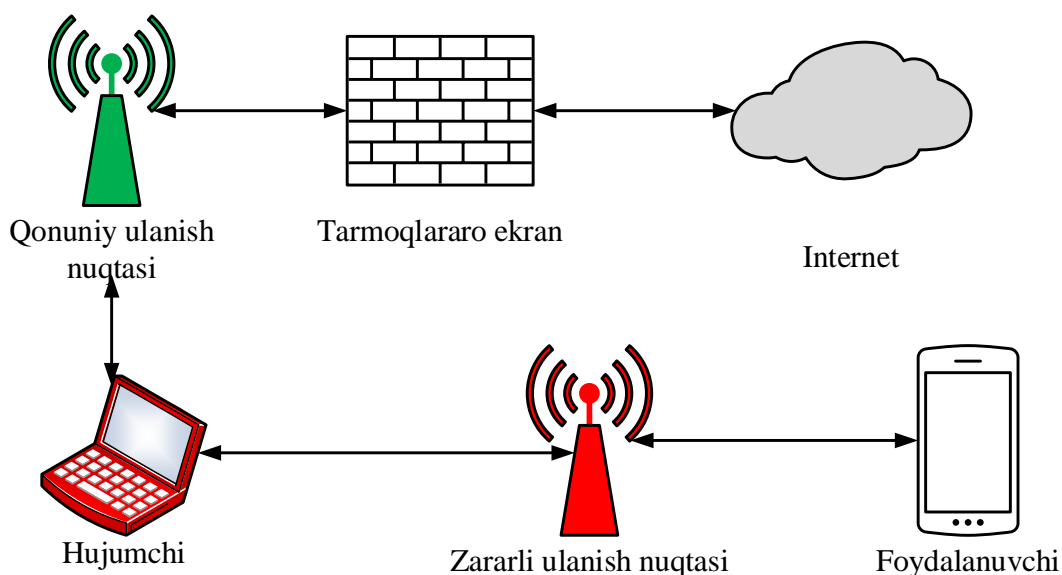 Qonuniy ulanish
nuqtasi
Tarmoqlararo ekran
Internet
Hujumchi
Zararli ulanish nuqtasi
Foydalanuvchi